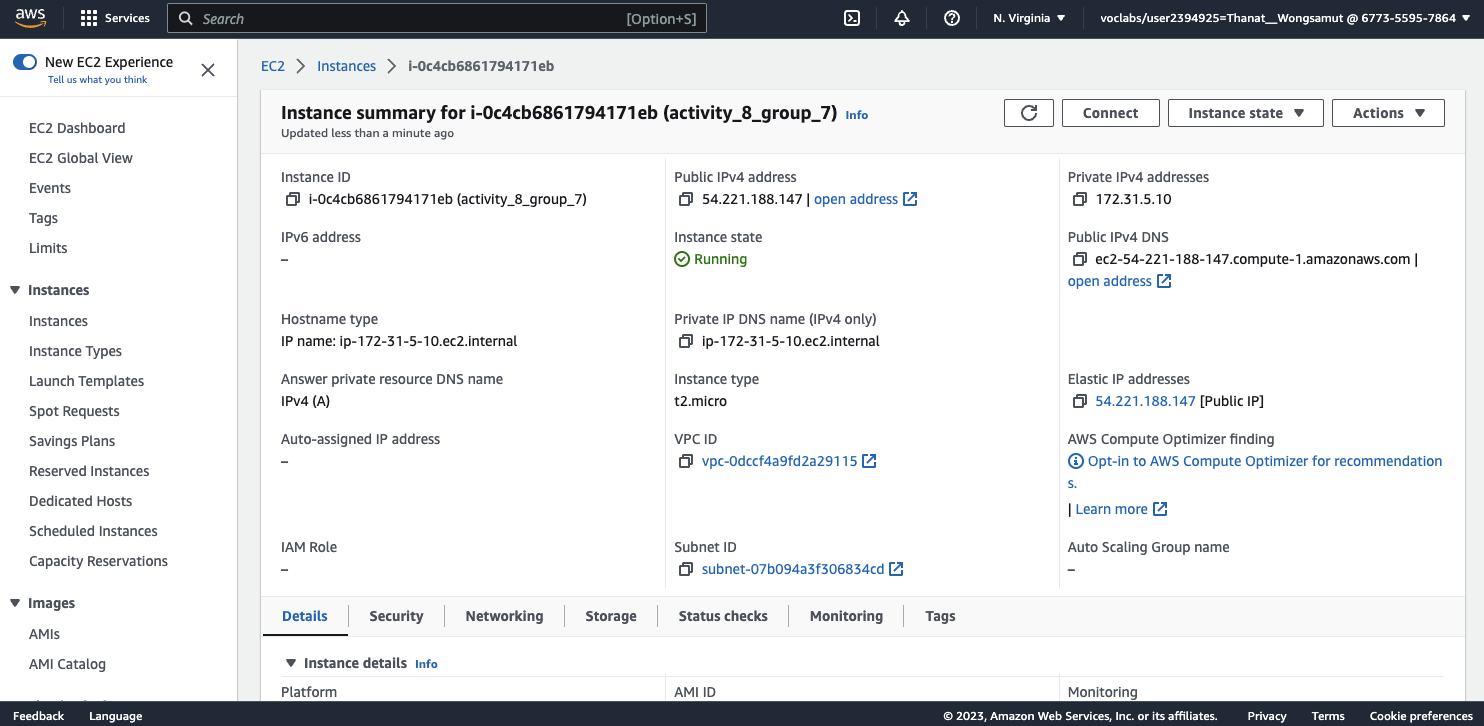 aws
Services
Search
[Option+S]
N. Virginia
voclabs/user2394925=Thanat__Wongsamut @ 6773-5595-7864
New EC2 Experience
Tell us what you think
EC2 Dashboard
EC2 Global View
Events
Tags
Limits
Instances
Instances
Instance Types
Launch Templates
Spot Requests
Savings Plans
Reserved Instances
Dedicated Hosts
Scheduled Instances
Capacity Reservations
Images
AMIs
AMI Catalog
EC2 > Instances > i-0c4cb6861794171eb
Instance summary for i-0c4cb6861794171eb (activity_8_group_7) Info
Updated less than a minute ago
Connect
Instance state
Actions
Instance ID
i-0c4cb6861794171eb (activity_8_group_7)
Public IPv4 address
54.221.188.147 | open address
Private IPv4 addresses
172.31.5.10
IPv6 address
–
Instance state
Running
Public IPv4 DNS
ec2-54-221-188-147.compute-1.amazonaws.com |
open address
Hostname type
IP name: ip-172-31-5-10.ec2.internal
Private IP DNS name (IPv4 only)
ip-172-31-5-10.ec2.internal
Answer private resource DNS name
IPv4 (A)
Instance type
t2.micro
Elastic IP addresses
54.221.188.147 [Public IP]
Auto-assigned IP address
–
VPC ID
vpc-0dccf4a9fd2a29115
AWS Compute Optimizer finding
Opt-in to AWS Compute Optimizer for recommendation
s.
| Learn more
IAM Role
–
Subnet ID
subnet-07b094a3f306834cd
Auto Scaling Group name
–
Details
Security
Networking
Storage
Status checks
Monitoring
Tags
Instance details Info
Platform
AMI ID
Monitoring
Feedback
Language
© 2023, Amazon Web Services, Inc. or its affiliates.
Privacy
Terms
Cookie preferences